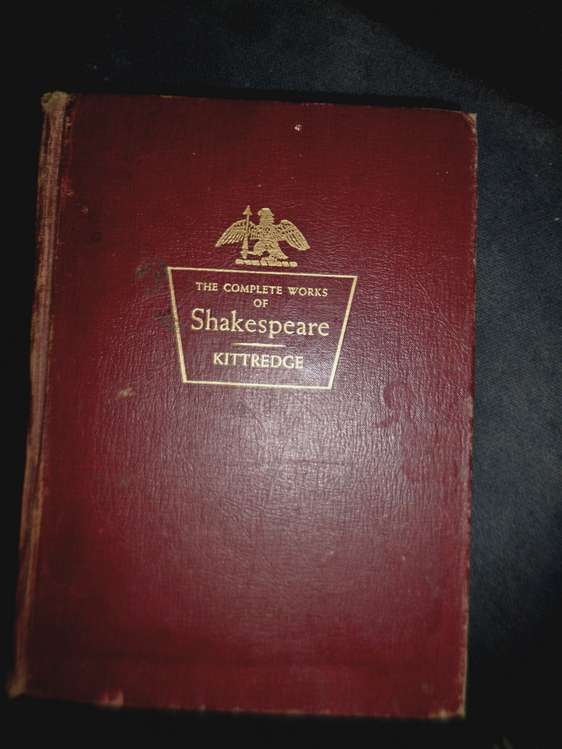 THE COMPLETE WORKS
OF
Shakespeare
KITTREDGE